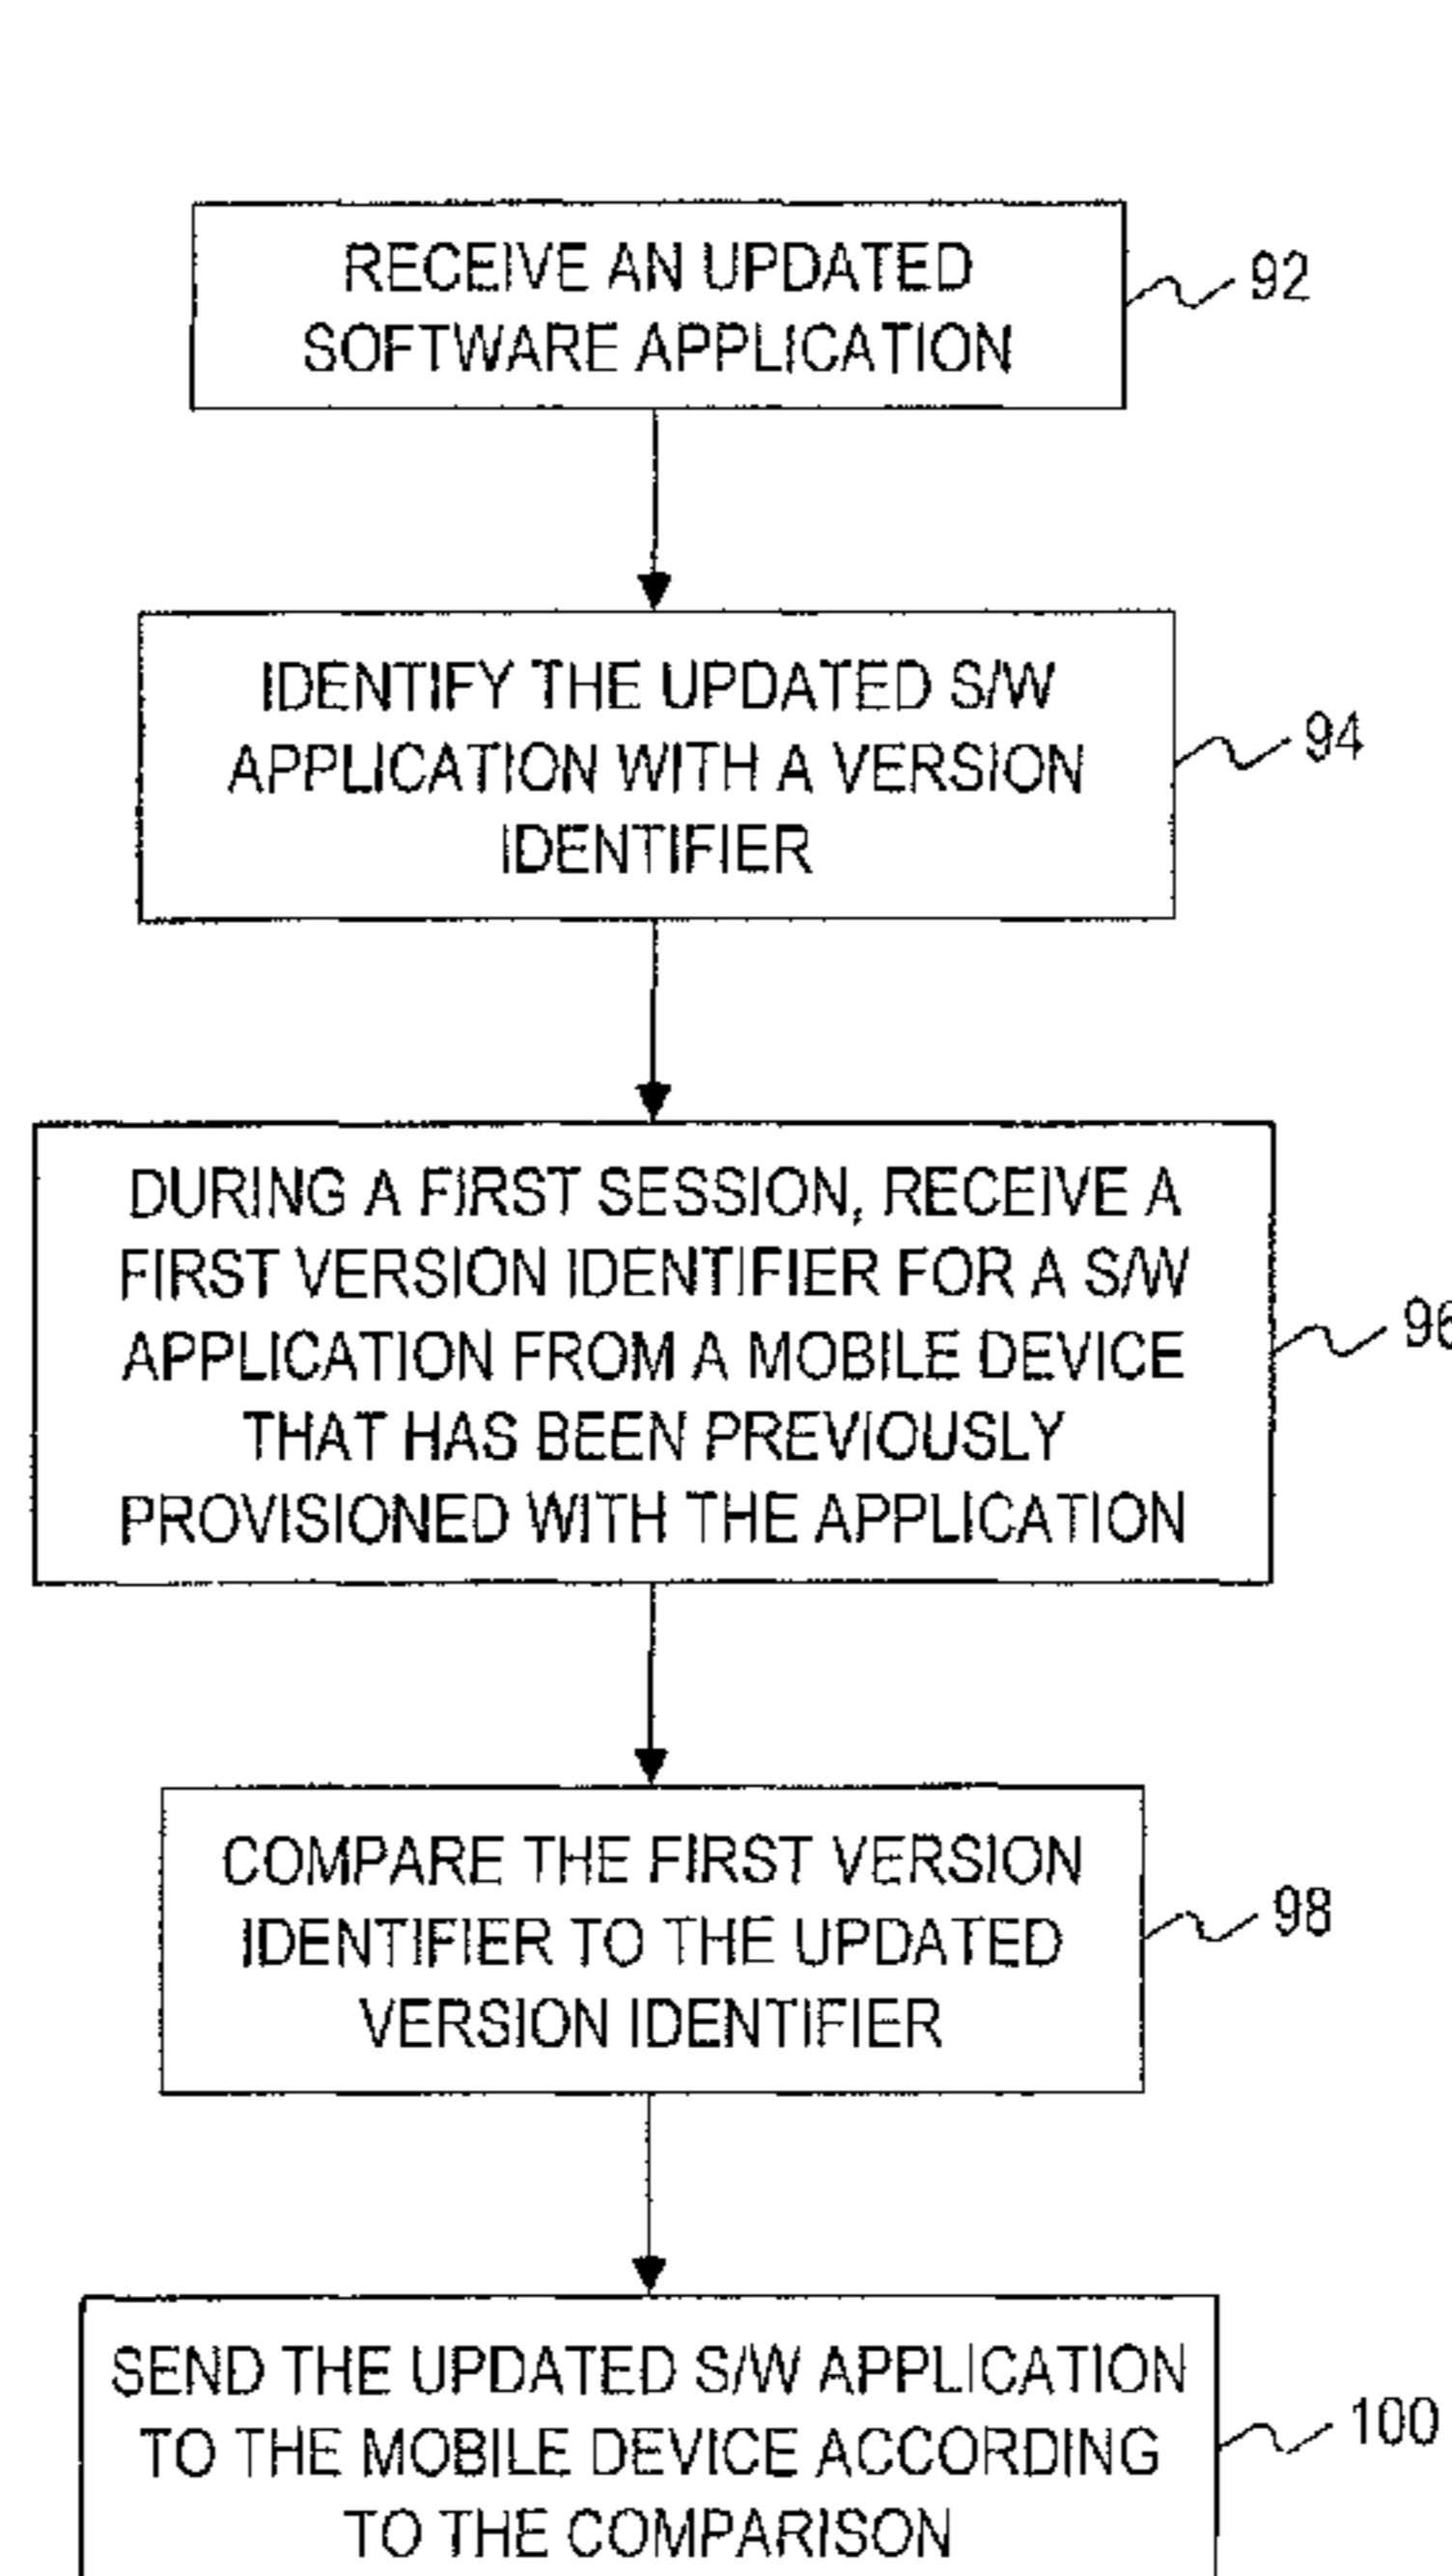 RECEIVE AN UPDATED
SOFTWARE APPLICATION
92
IDENTIFY THE UPDATED S/W
APPLICATION WITH A VERSION
IDENTIFIER
94
DURING A FIRST SESSION, RECEIVE A
FIRST VERSION IDENTIFIER FOR A S/W
APPLICATION FROM A MOBILE DEVICE
THAT HAS BEEN PREVIOUSLY
PROVISIONED WITH THE APPLICATION
96
COMPARE THE FIRST VERSION
IDENTIFIER TO THE UPDATED
VERSION IDENTIFIER
98
SEND THE UPDATED S/W APPLICATION
TO THE MOBILE DEVICE ACCORDING
TO THE COMPARISON
100